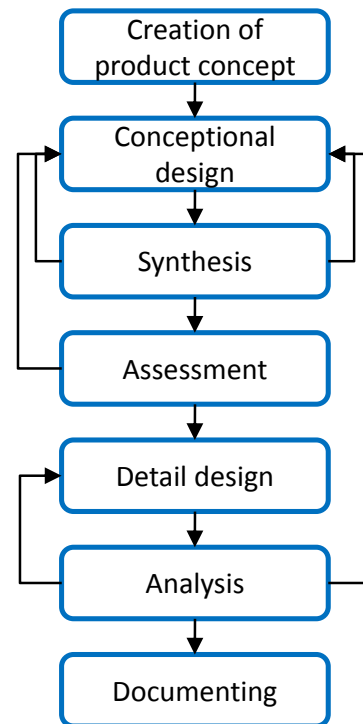 Creation of
product concept
Conceptional
design
Synthesis
Assessment
Detail design
Analysis
Documenting